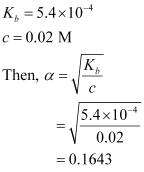 K_b = 5.4×10⁻⁴
c = 0.02 M
Then, α = √(K_b/c)
= √(5.4×10⁻⁴/0.02)
= 0.1643